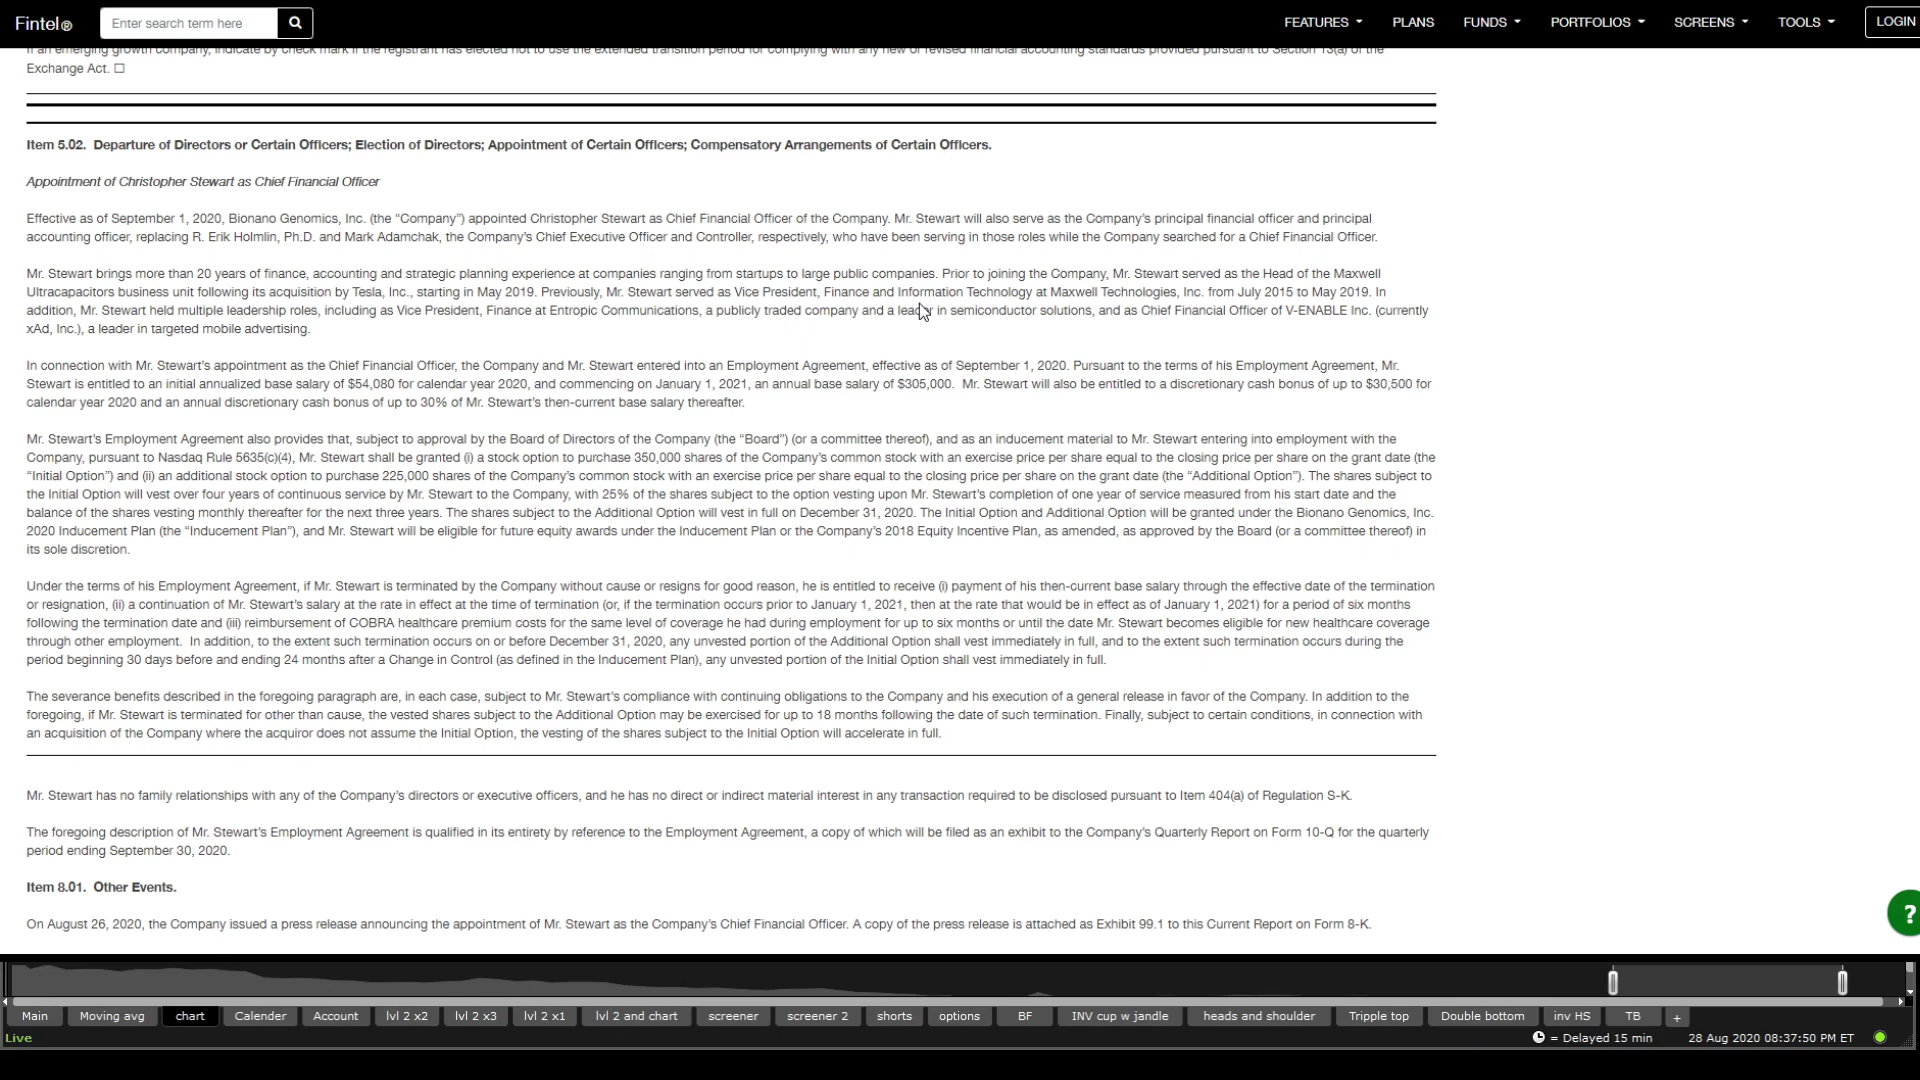 Fintel®
Enter search term here
FEATURES
PLANS
FUNDS
PORTFOLIOS
SCREENS
TOOLS
LOGIN
If an emerging growth company, indicate by check mark if the registrant has elected not to use the extended transition period for complying with any new or revised financial accounting standards provided pursuant to Section 13(a) of the
Exchange Act. ☐
Item 5.02. Departure of Directors or Certain Officers; Election of Directors; Appointment of Certain Officers; Compensatory Arrangements of Certain Officers.
Appointment of Christopher Stewart as Chief Financial Officer
Effective as of September 1, 2020, Bionano Genomics, Inc. (the “Company”) appointed Christopher Stewart as Chief Financial Officer of the Company. Mr. Stewart will also serve as the Company’s principal financial officer and principal
accounting officer, replacing R. Erik Holmlin, Ph.D. and Mark Adamchak, the Company’s Chief Executive Officer and Controller, respectively, who have been serving in those roles while the Company searched for a Chief Financial Officer.
Mr. Stewart brings more than 20 years of finance, accounting and strategic planning experience at companies ranging from startups to large public companies. Prior to joining the Company, Mr. Stewart served as the Head of the Maxwell
Ultracapacitors business unit following its acquisition by Tesla, Inc., starting in May 2019. Previously, Mr. Stewart served as Vice President, Finance and Information Technology at Maxwell Technologies, Inc. from July 2015 to May 2019. In
addition, Mr. Stewart held multiple leadership roles, including as Vice President, Finance at Entropic Communications, a publicly traded company and a leader in semiconductor solutions, and as Chief Financial Officer of V-ENABLE Inc. (currently
xAd, Inc.), a leader in targeted mobile advertising.
In connection with Mr. Stewart’s appointment as the Chief Financial Officer, the Company and Mr. Stewart entered into an Employment Agreement, effective as of September 1, 2020. Pursuant to the terms of his Employment Agreement, Mr.
Stewart is entitled to an initial annualized base salary of $54,080 for calendar year 2020, and commencing on January 1, 2021, an annual base salary of $305,000. Mr. Stewart will also be entitled to a discretionary cash bonus of up to $30,500 for
calendar year 2020 and an annual discretionary cash bonus of up to 30% of Mr. Stewart’s then-current base salary thereafter.
Mr. Stewart’s Employment Agreement also provides that, subject to approval by the Board of Directors of the Company (the “Board”) (or a committee thereof), and as an inducement material to Mr. Stewart entering into employment with the
Company, pursuant to Nasdaq Rule 5635(c)(4), Mr. Stewart shall be granted (i) a stock option to purchase 350,000 shares of the Company’s common stock with an exercise price per share equal to the closing price per share on the grant date (the
“Initial Option”) and (ii) an additional stock option to purchase 225,000 shares of the Company’s common stock with an exercise price per share equal to the closing price per share on the grant date (the “Additional Option”). The shares subject to
the Initial Option will vest over four years of continuous service by Mr. Stewart to the Company, with 25% of the shares subject to the option vesting upon Mr. Stewart’s completion of one year of service measured from his start date and the
balance of the shares vesting monthly thereafter for the next three years. The shares subject to the Additional Option will vest in full on December 31, 2020. The Initial Option and Additional Option will be granted under the Bionano Genomics, Inc.
2020 Inducement Plan (the “Inducement Plan”), and Mr. Stewart will be eligible for future equity awards under the Inducement Plan or the Company’s 2018 Equity Incentive Plan, as amended, as approved by the Board (or a committee thereof) in
its sole discretion.
Under the terms of his Employment Agreement, if Mr. Stewart is terminated by the Company without cause or resigns for good reason, he is entitled to receive (i) payment of his then-current base salary through the effective date of the termination
or resignation, (ii) a continuation of Mr. Stewart’s salary at the rate in effect at the time of termination (or, if the termination occurs prior to January 1, 2021, then at the rate that would be in effect as of January 1, 2021) for a period of six months
following the termination date and (iii) reimbursement of COBRA healthcare premium costs for the same level of coverage he had during employment for up to six months or until the date Mr. Stewart becomes eligible for new healthcare coverage
through other employment. In addition, to the extent such termination occurs on or before December 31, 2020, any unvested portion of the Additional Option shall vest immediately in full, and to the extent such termination occurs during the
period beginning 30 days before and ending 24 months after a Change in Control (as defined in the Inducement Plan), any unvested portion of the Initial Option shall vest immediately in full.
The severance benefits described in the foregoing paragraph are, in each case, subject to Mr. Stewart’s compliance with continuing obligations to the Company and his execution of a general release in favor of the Company. In addition to the
foregoing, if Mr. Stewart is terminated for other than cause, the vested shares subject to the Additional Option may be exercised for up to 18 months following the date of such termination. Finally, subject to certain conditions, in connection with
an acquisition of the Company where the acquiror does not assume the Initial Option, the vesting of the shares subject to the Initial Option will accelerate in full.
Mr. Stewart has no family relationships with any of the Company’s directors or executive officers, and he has no direct or indirect material interest in any transaction required to be disclosed pursuant to Item 404(a) of Regulation S-K.
The foregoing description of Mr. Stewart’s Employment Agreement is qualified in its entirety by reference to the Employment Agreement, a copy of which will be filed as an exhibit to the Company’s Quarterly Report on Form 10-Q for the quarterly
period ending September 30, 2020.
Item 8.01. Other Events.
On August 26, 2020, the Company issued a press release announcing the appointment of Mr. Stewart as the Company’s Chief Financial Officer. A copy of the press release is attached as Exhibit 99.1 to this Current Report on Form 8-K.
?
Main
Moving avg
chart
Calender
Account
lvl 2 x2
lvl 2 x3
lvl 2 x1
lvl 2 and chart
screener
screener 2
shorts
options
BF
INV cup w jandle
heads and shoulder
Tripple top
Double bottom
inv HS
TB
+
Live
= Delayed 15 min
28 Aug 2020 08:37:50 PM ET